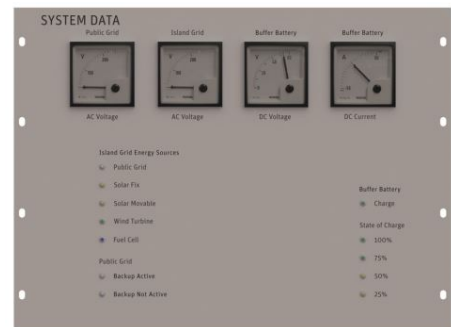 SYSTEM DATA
Public Grid
Island Grid
Buffer Battery
Buffer Battery
V
V
V
A
AC Voltage
AC Voltage
DC Voltage
DC Current
Island Grid Energy Sources
Public Grid
Solar Fix
Solar Movable
Wind Turbine
Fuel Cell
Public Grid
Backup Active
Backup Not Active
Buffer Battery
Charge
State of Charge
100%
75%
50%
25%